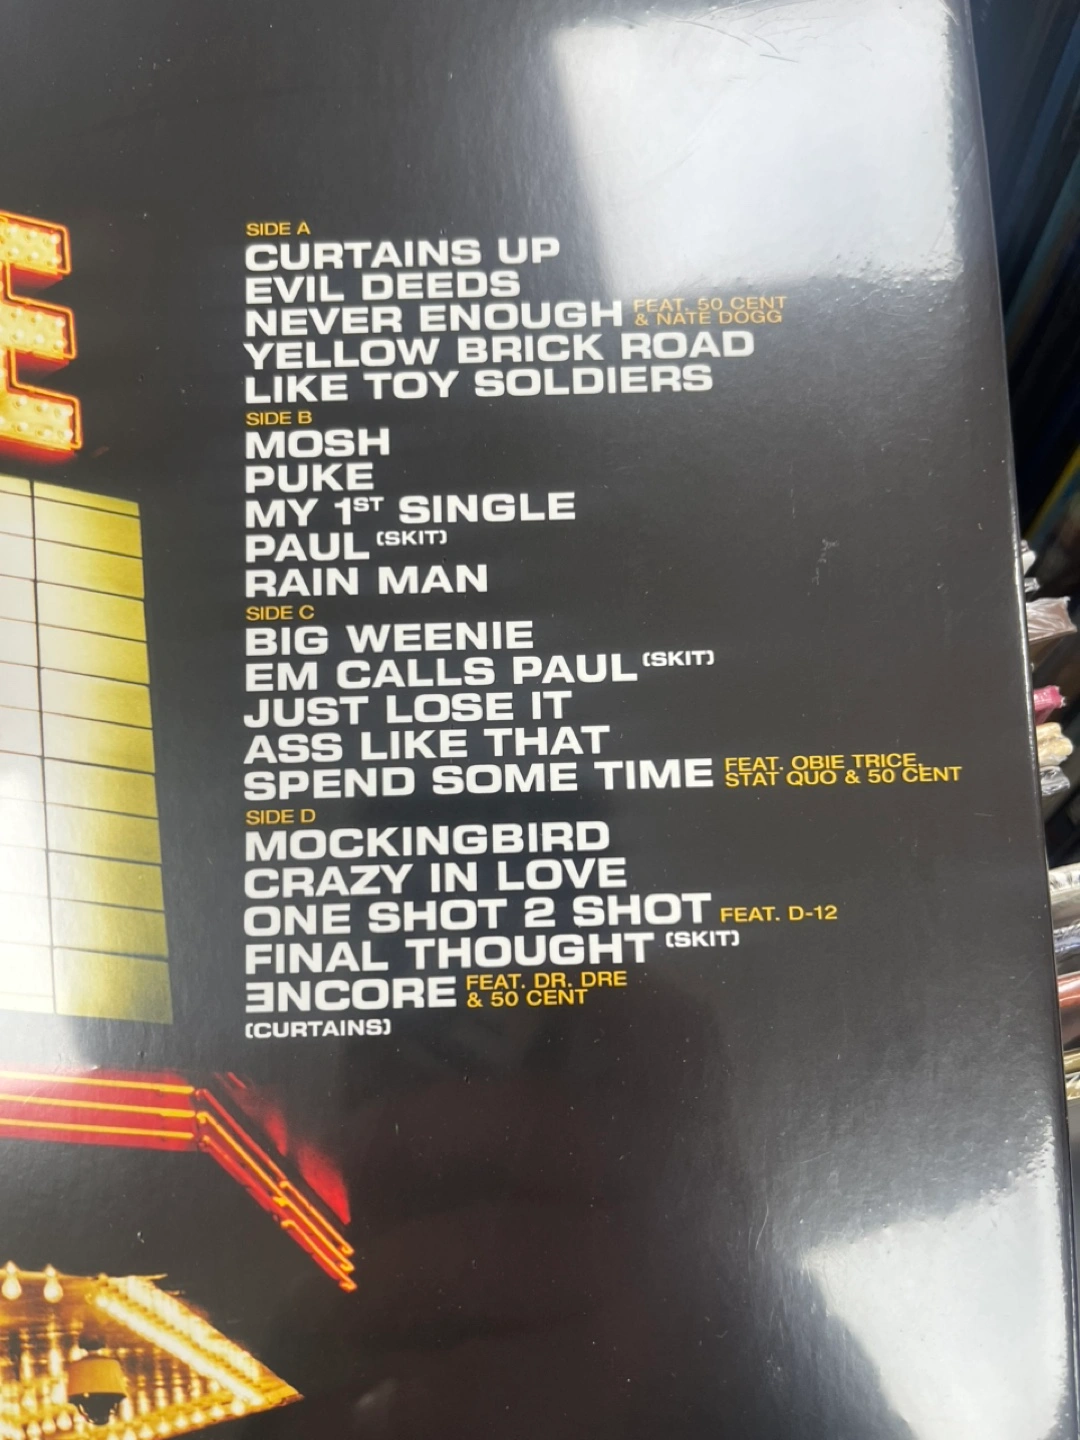 SIDE A
CURTAINS UP
EVIL DEEDS
NEVER ENOUGH FEAT. 50 CENT & NATE DOGG
YELLOW BRICK ROAD
LIKE TOY SOLDIERS
SIDE B
MOSH
PUKE
MY 1ST SINGLE
PAUL (SKIT)
RAIN MAN
SIDE C
BIG WEENIE
EM CALLS PAUL (SKIT)
JUST LOSE IT
ASS LIKE THAT
SPEND SOME TIME FEAT. OBIE TRICE, STAT QUO & 50 CENT
SIDE D
MOCKINGBIRD
CRAZY IN LOVE
ONE SHOT 2 SHOT FEAT. D-12
FINAL THOUGHT (SKIT)
ƎNCORE FEAT. DR. DRE & 50 CENT
(CURTAINS)
E